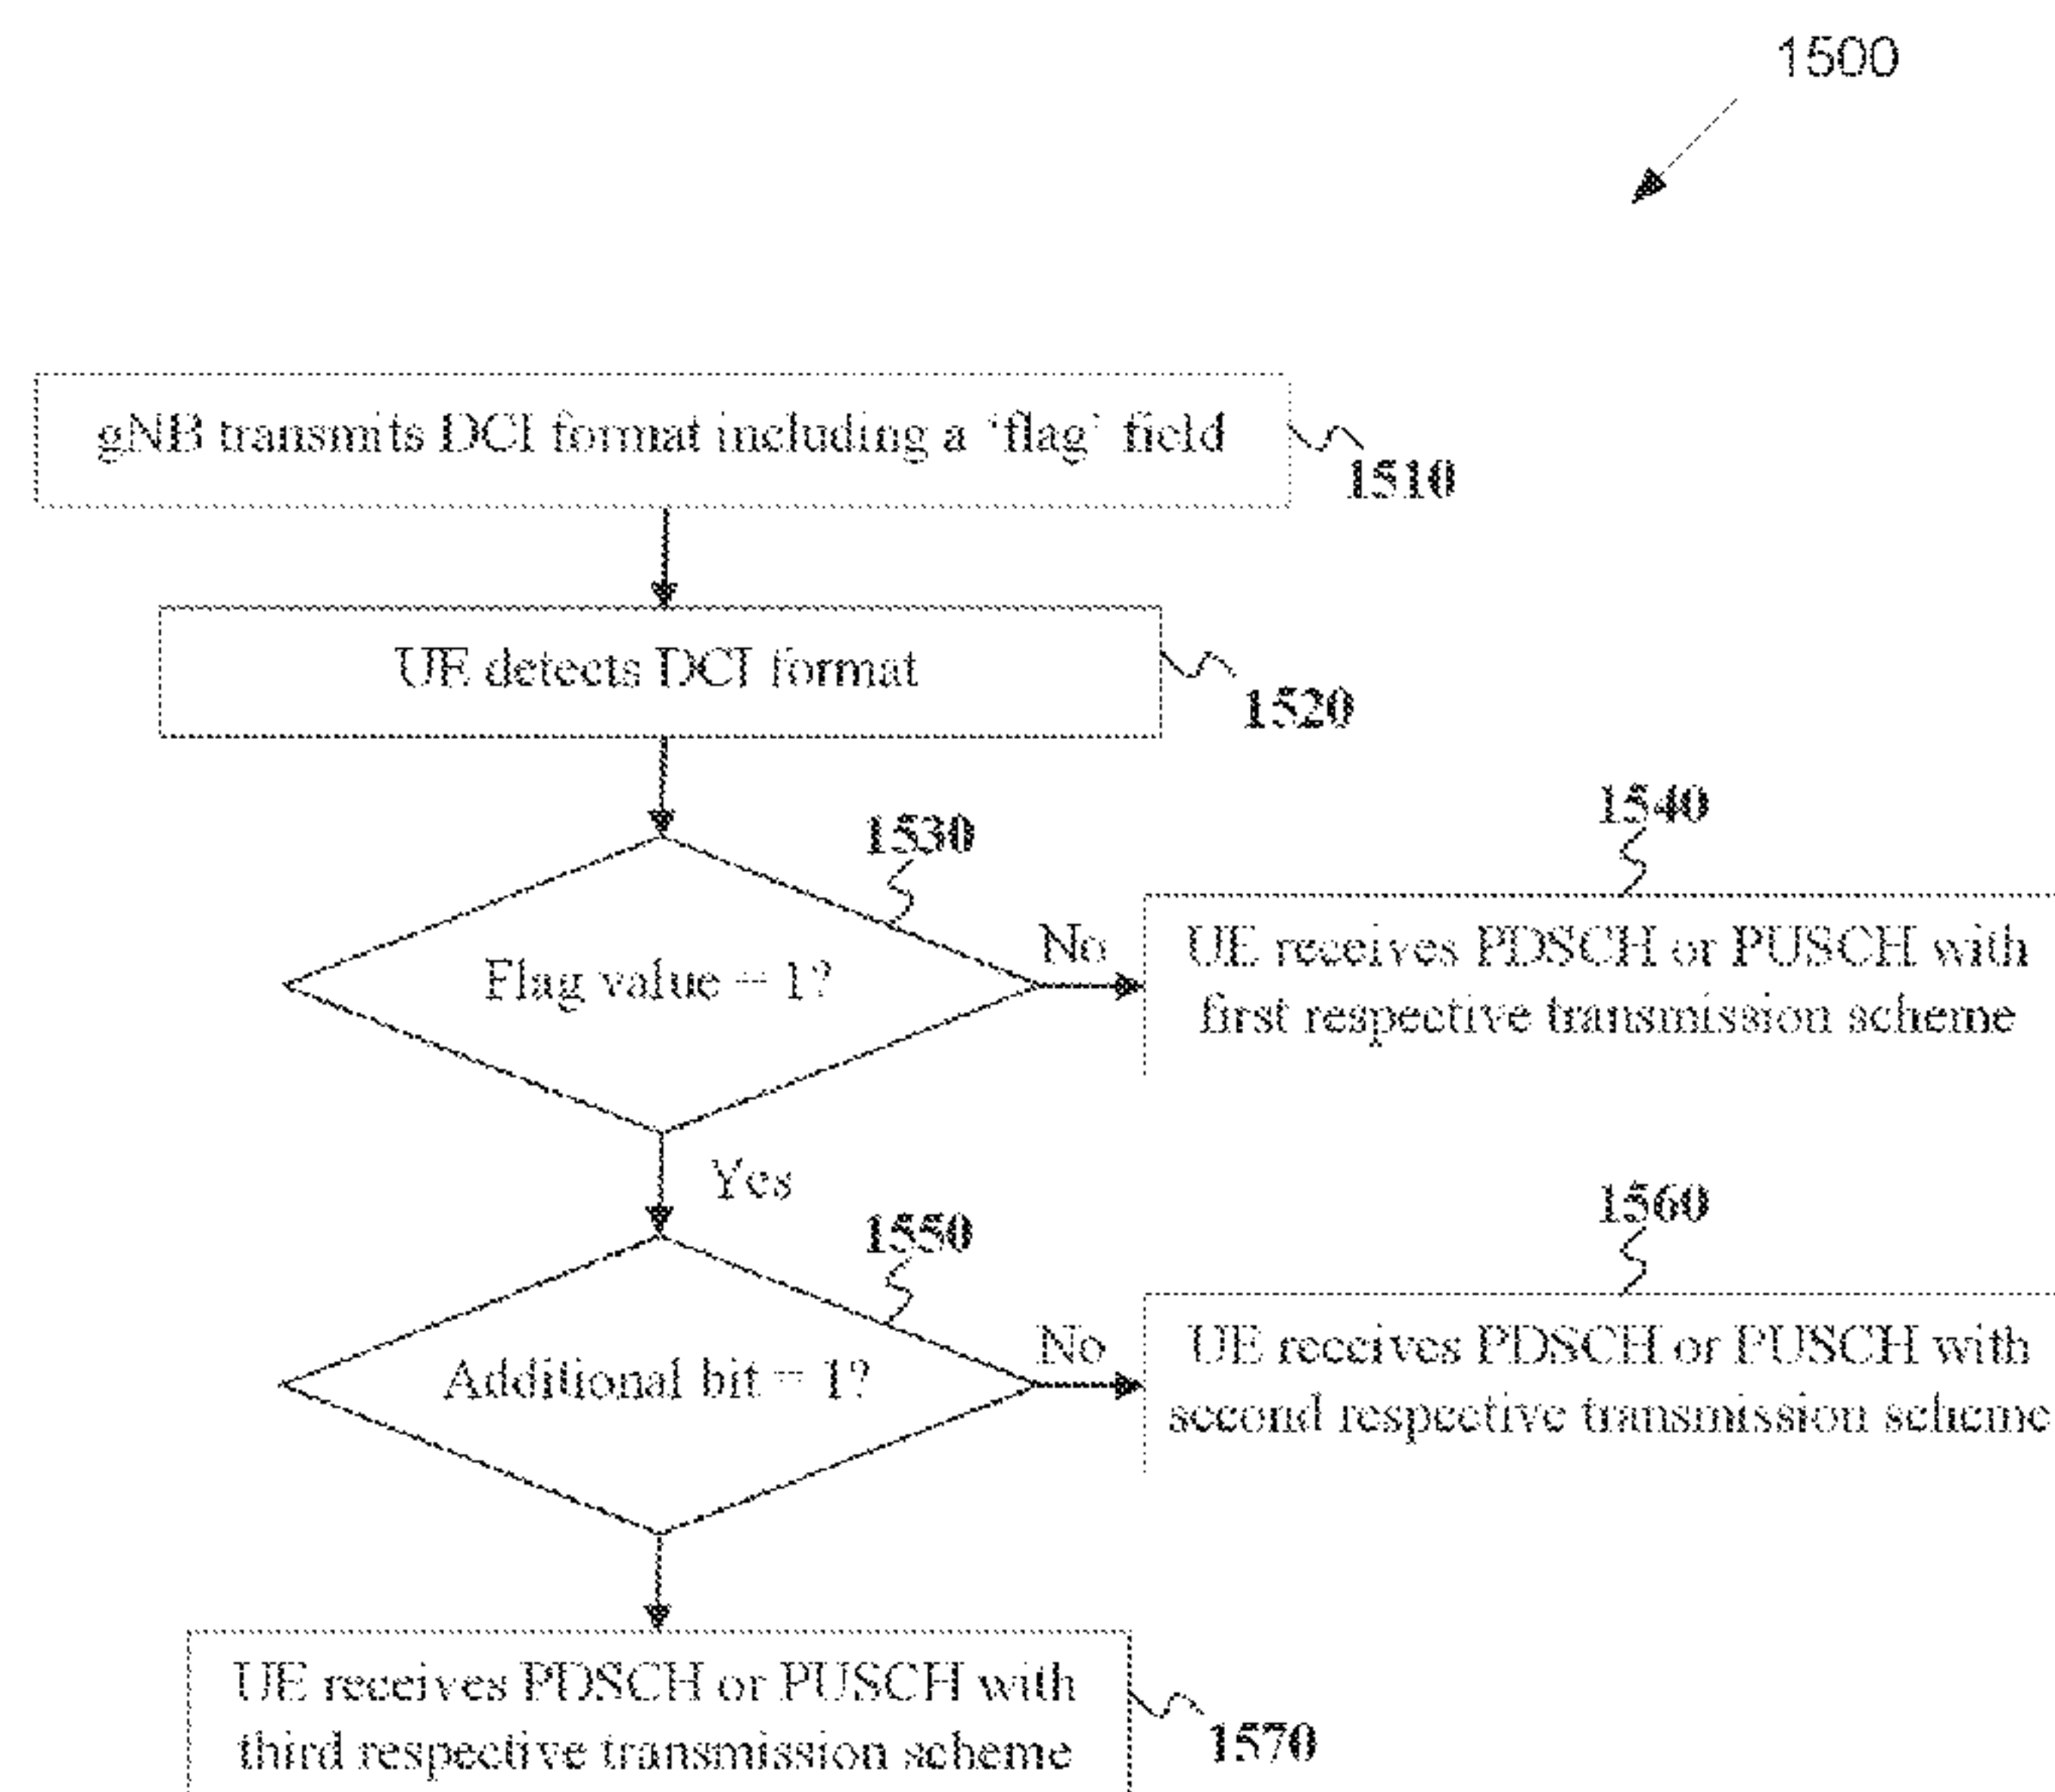 1500
gNB transmits DCI format including a 'flag' field
1510
UE detects DCI format
1520
1530
Flag value = 1?
No
1540
UE receives PDSCH or PUSCH with
first respective transmission scheme
Yes
1550
Additional bit = 1?
No
1560
UE receives PDSCH or PUSCH with
second respective transmission scheme
UE receives PDSCH or PUSCH with
third respective transmission scheme
1570